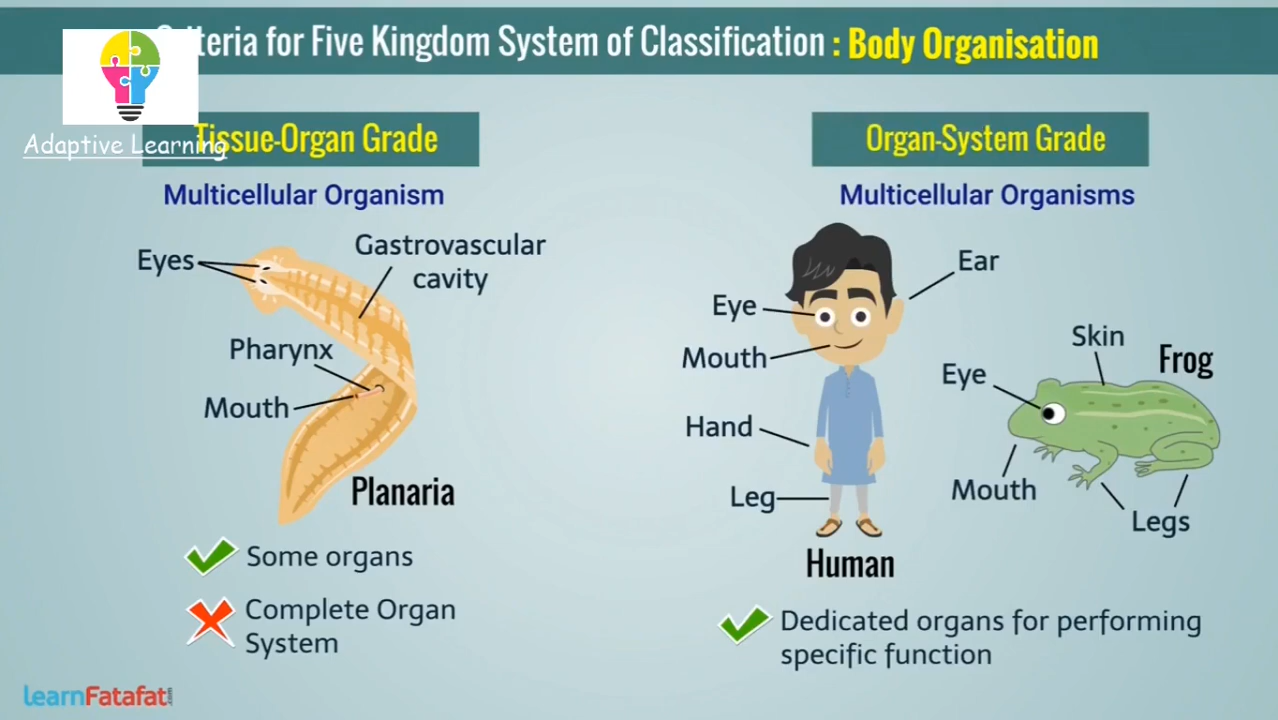 Criteria for Five Kingdom System of Classification : Body Organisation
Adaptive Learning
Tissue-Organ Grade
Multicellular Organism
Eyes
Gastrovascular
cavity
Pharynx
Mouth
Planaria
Some organs
Complete Organ
System
Organ-System Grade
Multicellular Organisms
Ear
Eye
Mouth
Hand
Leg
Human
Skin
Frog
Eye
Mouth
Legs
Dedicated organs for performing
specific function
learnFatafat.com